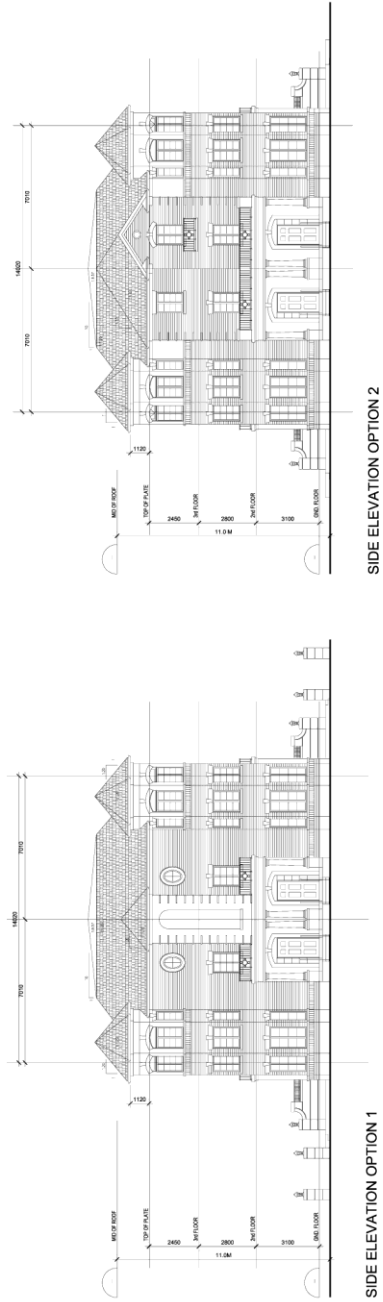 14020
7010
7010
1120
MID OF ROOF
TOP OF PLATE
2450
3rd FLOOR
2800
2nd FLOOR
3100
GND. FLOOR
11.0M
SIDE ELEVATION OPTION 1
14020
7010
7010
1120
MID OF ROOF
TOP OF PLATE
2450
3rd FLOOR
2800
2nd FLOOR
3100
GND. FLOOR
11.0 M
SIDE ELEVATION OPTION 2